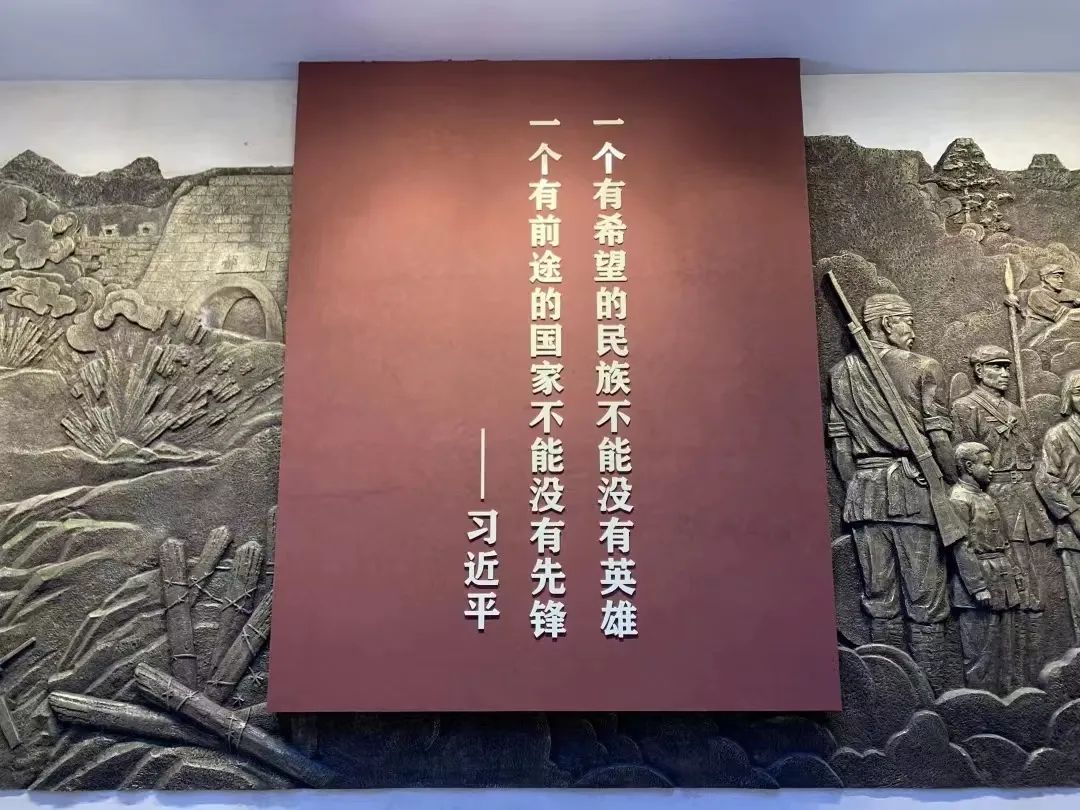 一个有希望的民族不能没有英雄
一个有前途的国家不能没有先锋
——习近平